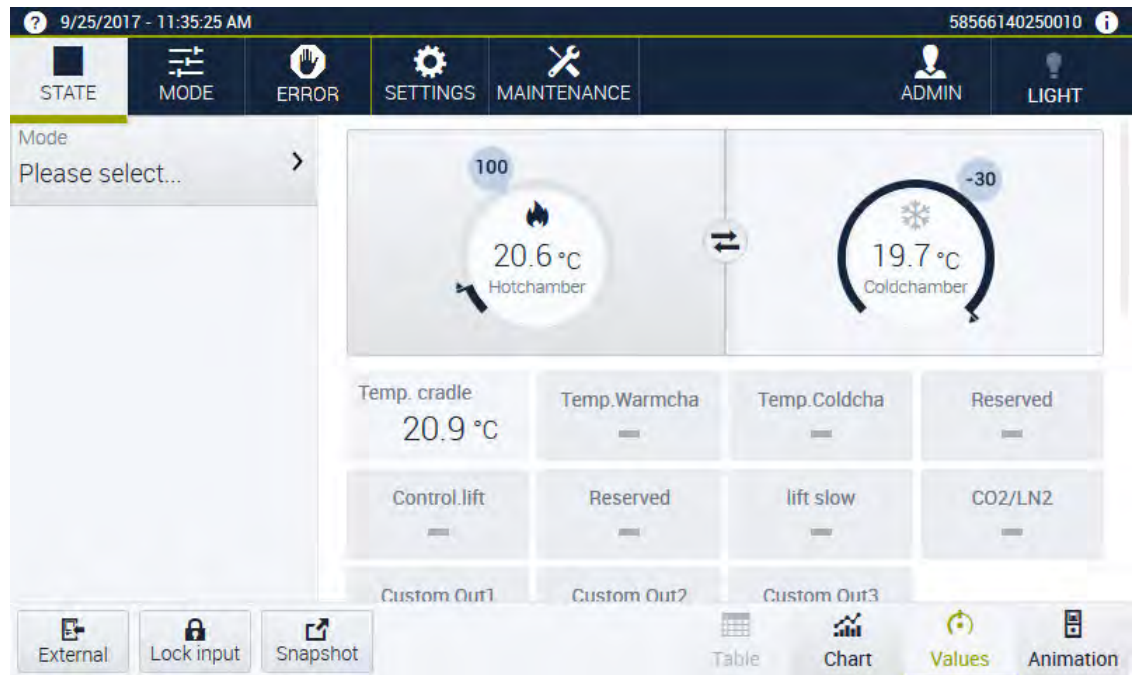 9/25/2017 - 11:35:25 AM
58566140250010
STATE
MODE
ERROR
SETTINGS
MAINTENANCE
ADMIN
LIGHT
Mode
Please select...
100
20.6 °C
Hotchamber
-30
19.7 °C
Coldchamber
Temp. cradle
20.9 °C
Temp.Warmcha
Temp.Coldcha
Reserved
Control.lift
Reserved
lift slow
CO2/LN2
Custom Out1
Custom Out2
Custom Out3
External
Lock input
Snapshot
Table
Chart
Values
Animation